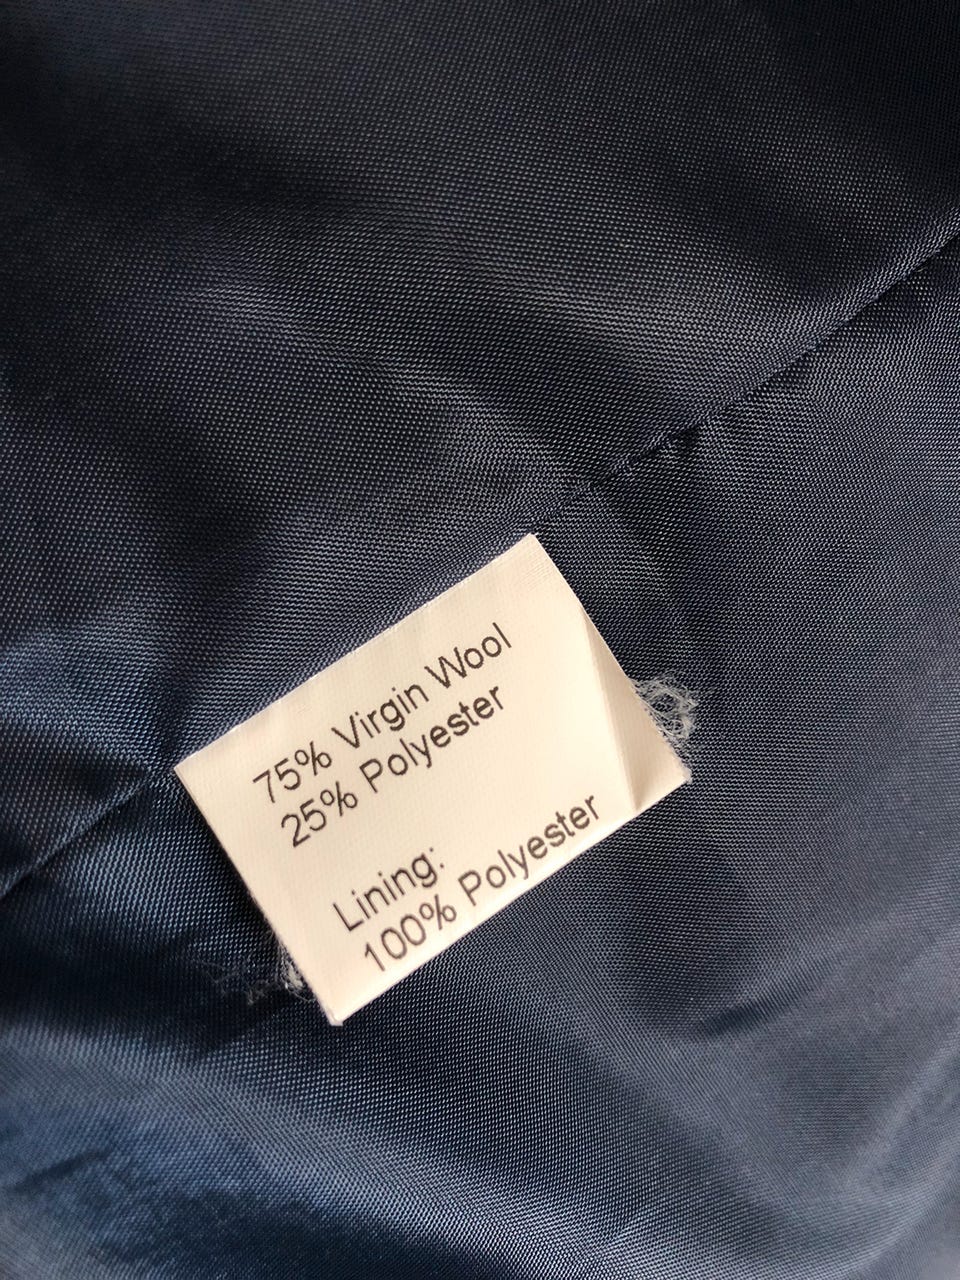 75% Virgin Wool
25% Polyester
Lining:
100% Polyester